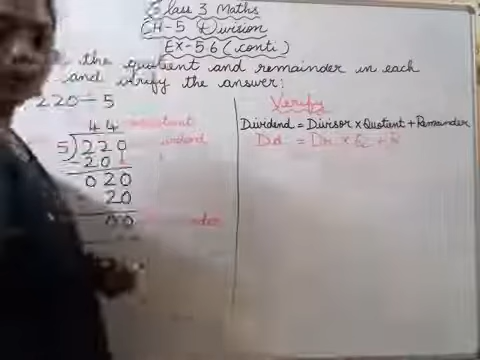 Class 3 Maths
CH-5 Division
Ex-5.6 (conti)
the quotient and remainder in each
and verify the answer:
220÷5
44
5)220
20
020
20
00
Verify
Dividend = Divisor × Quotient + Remainder
Dd = Dr × Q + R